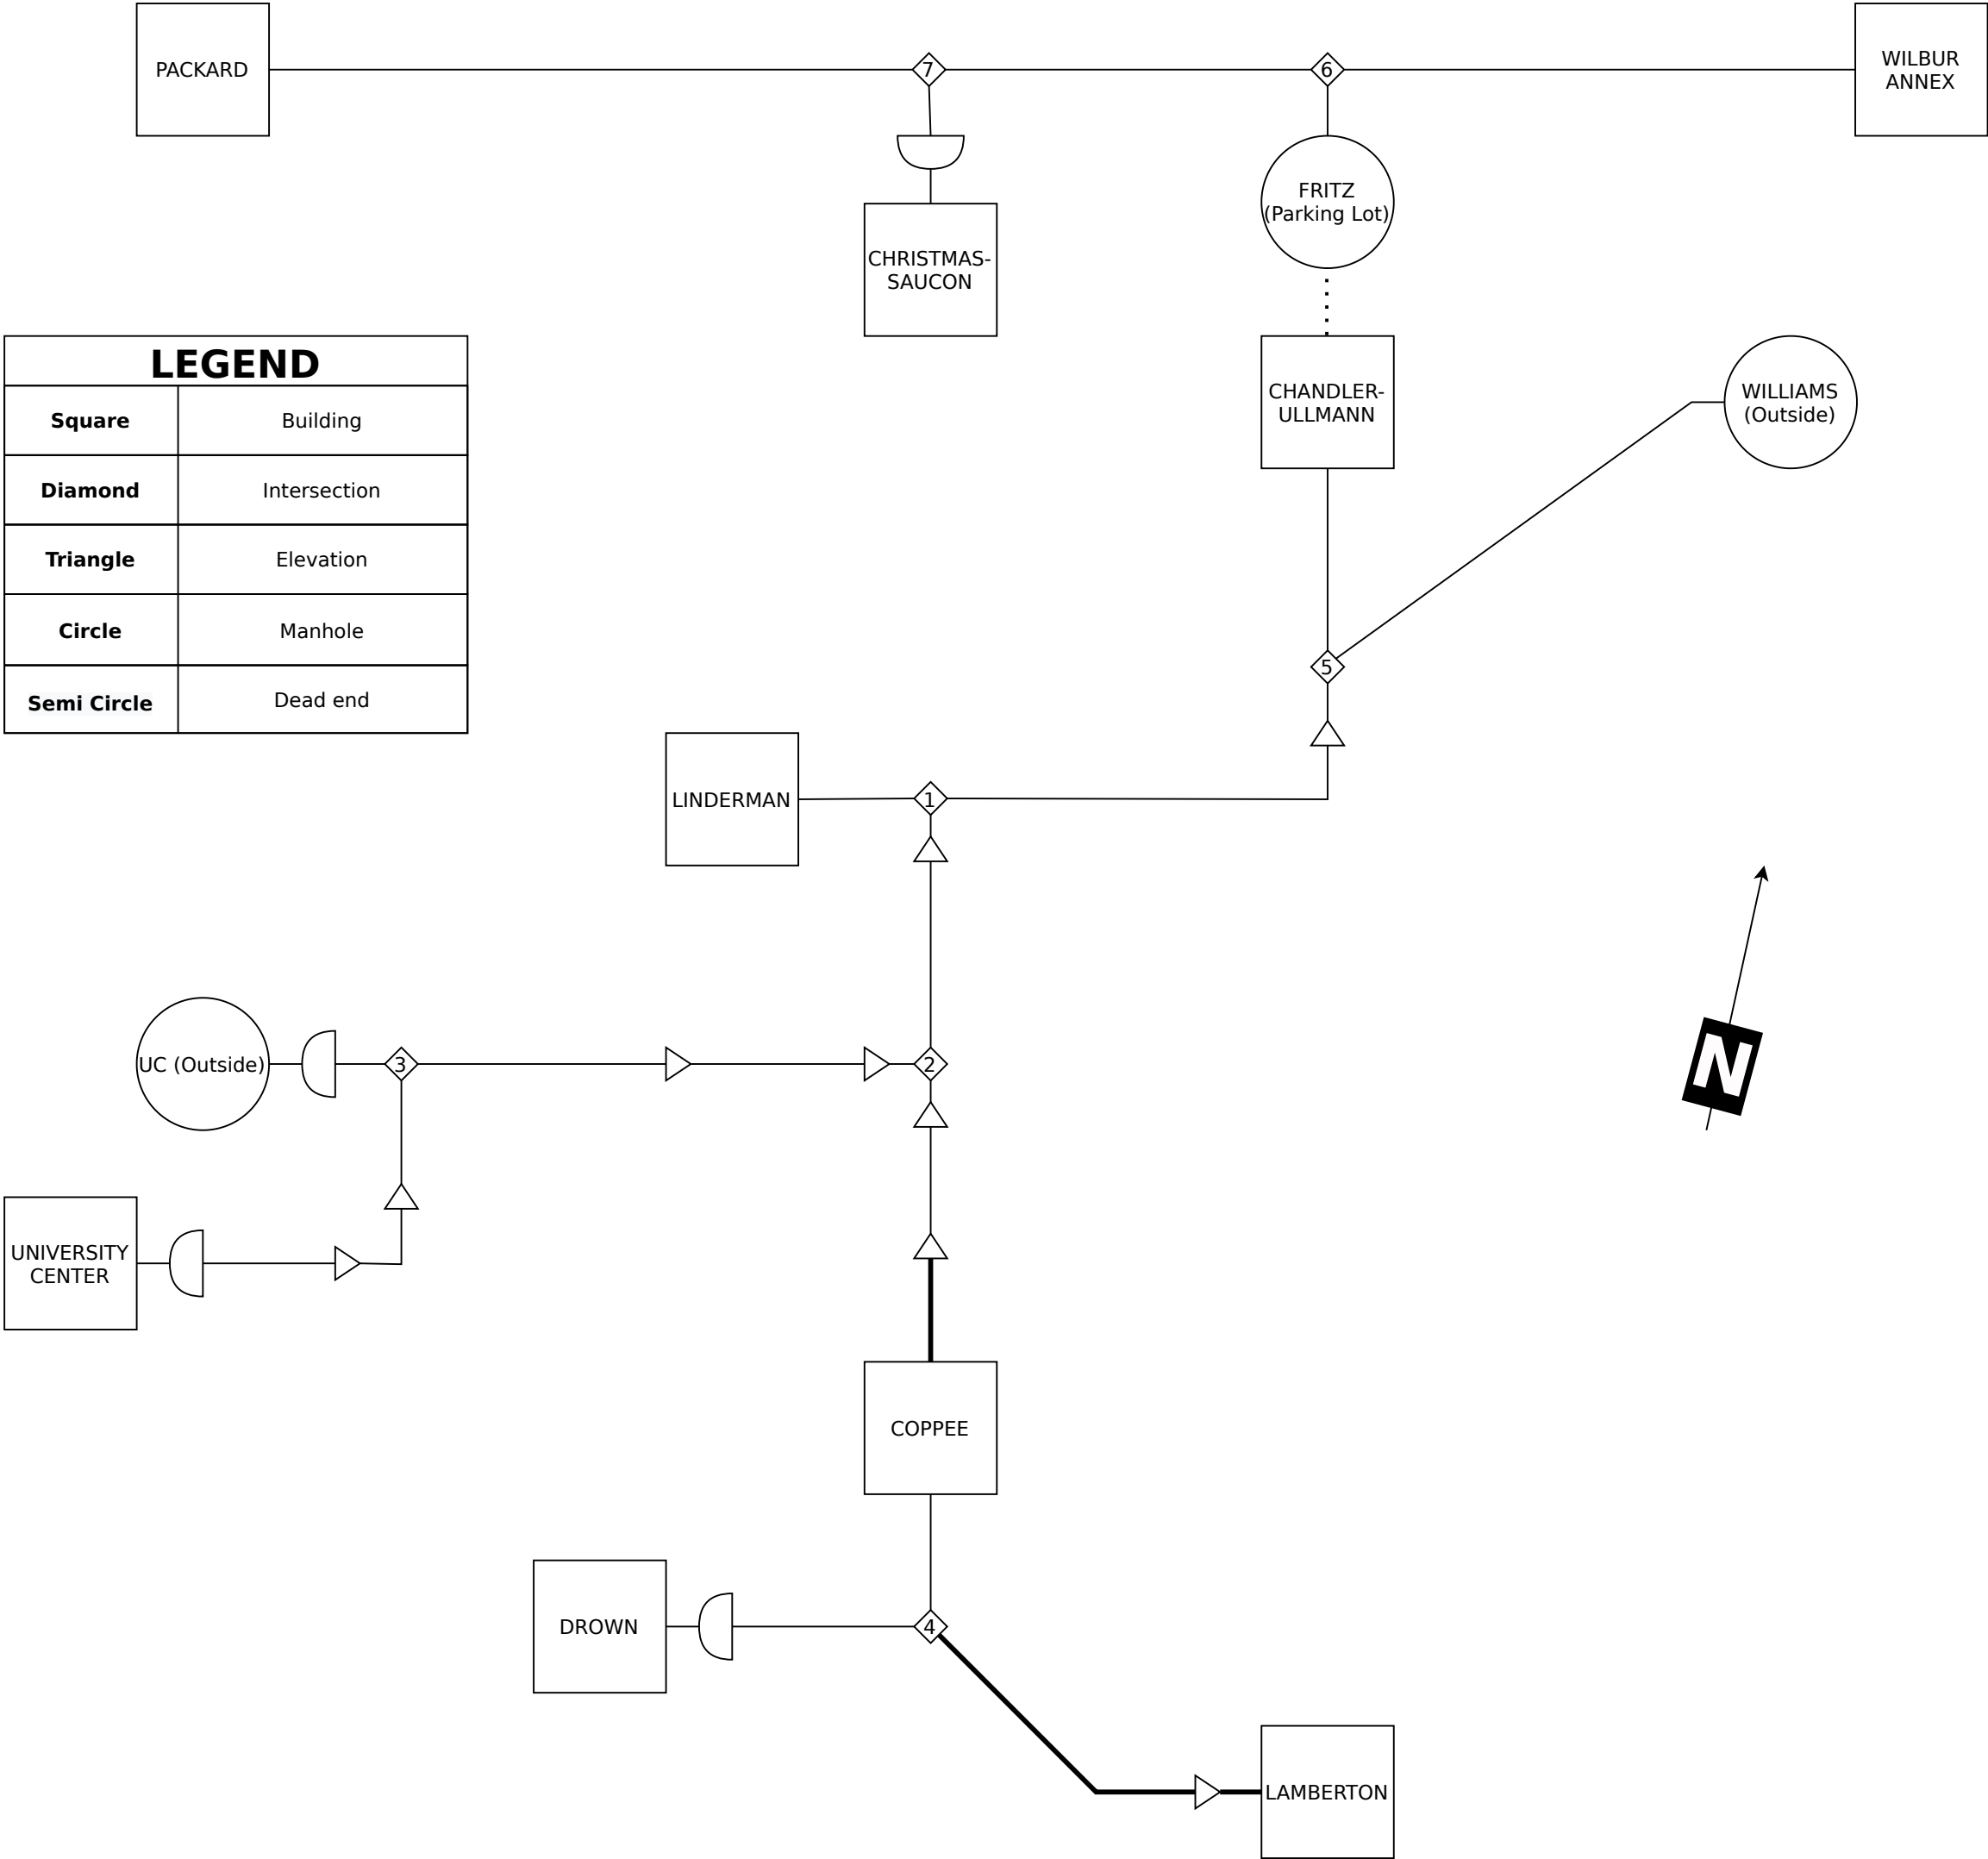 PACKARD
7
6
WILBUR
ANNEX
FRITZ
(Parking Lot)
CHRISTMAS-
SAUCON
LEGEND
Square
Building
Diamond
Intersection
Triangle
Elevation
Circle
Manhole
Semi Circle
Dead end
CHANDLER-
ULLMANN
WILLIAMS
(Outside)
5
LINDERMAN
1
UC (Outside)
3
2
N
UNIVERSITY
CENTER
COPPEE
DROWN
4
LAMBERTON